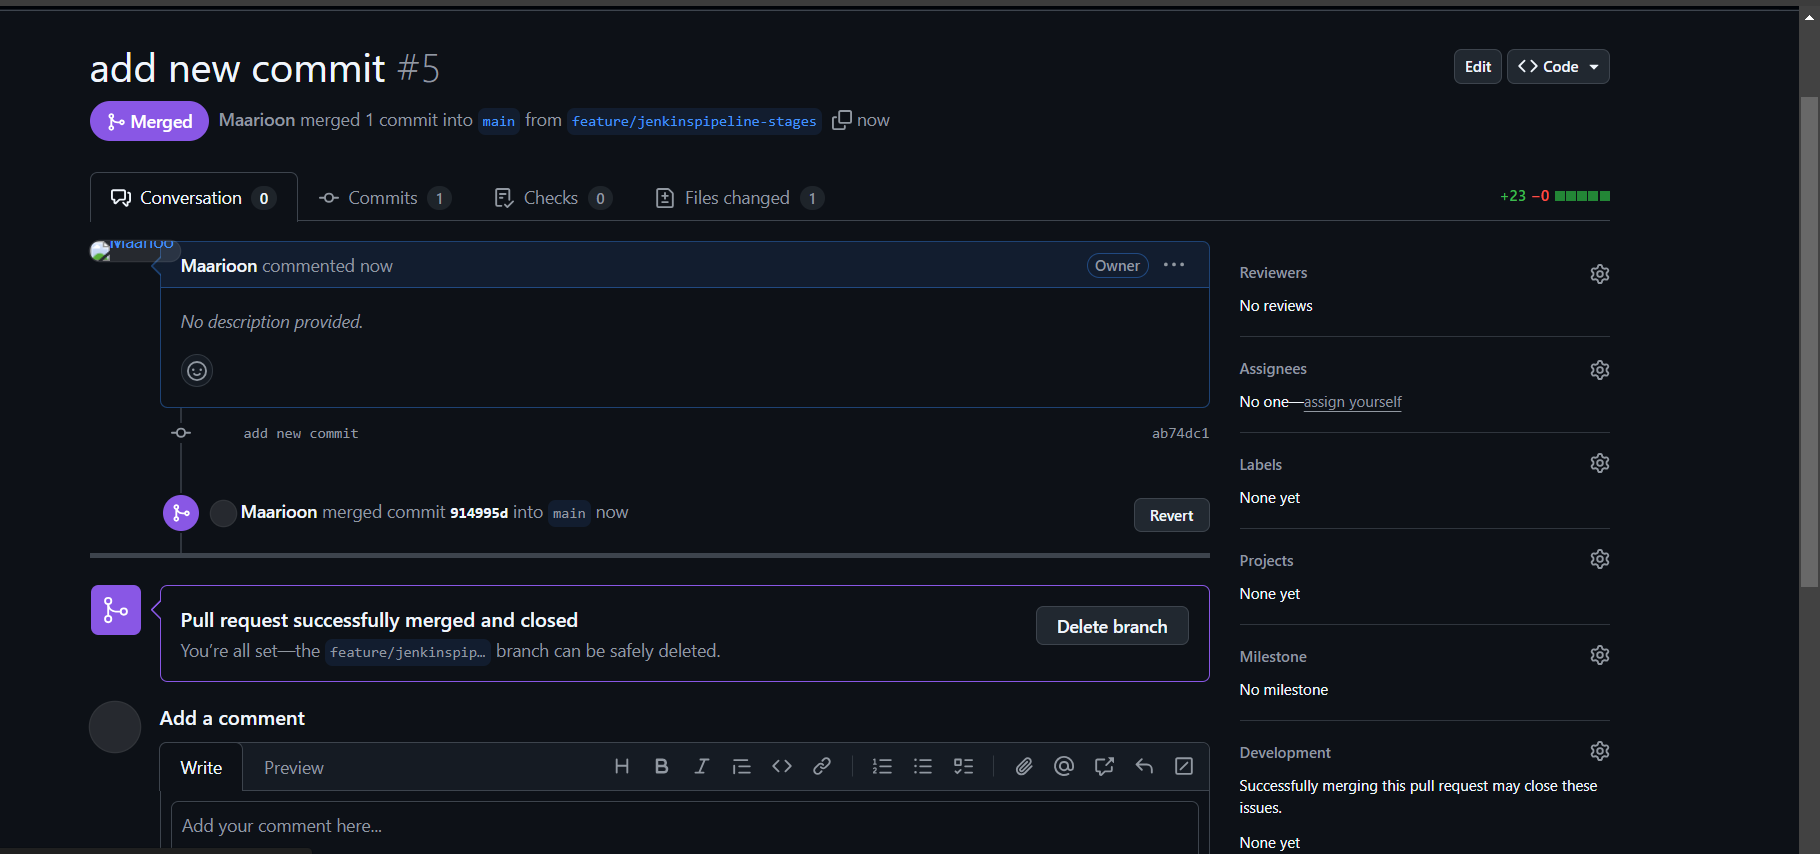 add new commit #5
Edit
Code
Merged
Maarioon merged 1 commit into main from feature/jenkinspipeline-stages now
Conversation 0
Commits 1
Checks 0
Files changed 1
+23 −0
Maarioo
Maarioon commented now
Owner
No description provided.
add new commit
ab74dc1
Maarioon merged commit 914995d into main now
Revert
Pull request successfully merged and closed
You're all set—the feature/jenkinspip… branch can be safely deleted.
Delete branch
Add a comment
Write
Preview
Add your comment here...
Reviewers
No reviews
Assignees
No one—assign yourself
Labels
None yet
Projects
None yet
Milestone
No milestone
Development
Successfully merging this pull request may close these
issues.
None yet